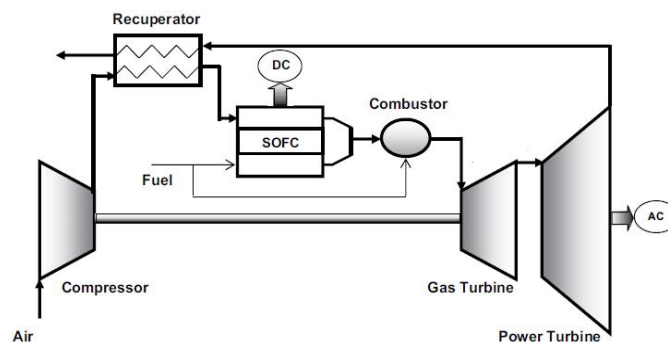 Recuperator
DC
Combustor
SOFC
Fuel
AC
Compressor
Gas Turbine
Air
Power Turbine